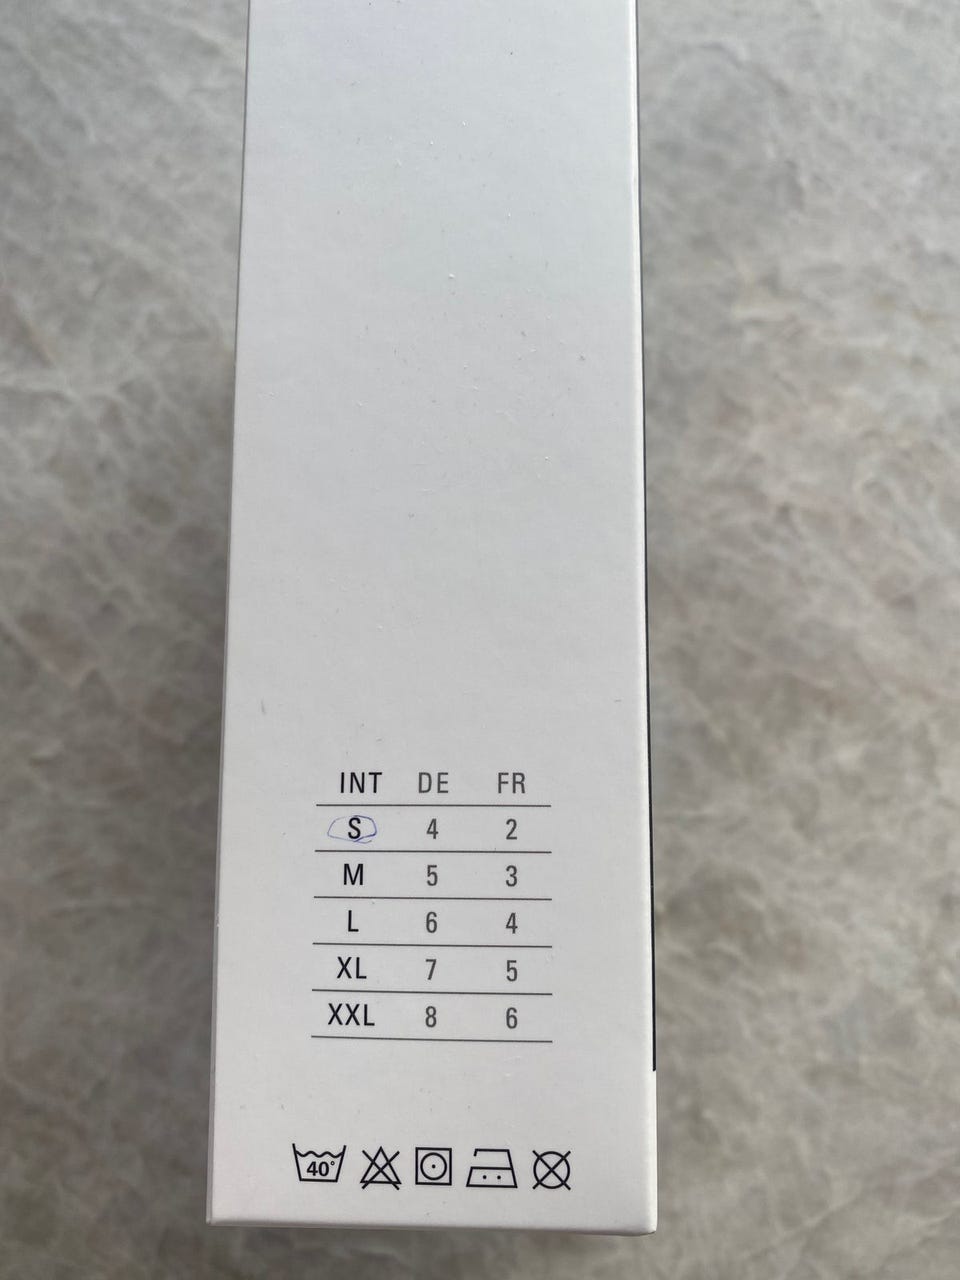 INT DE FR
S 4 2
M 5 3
L 6 4
XL 7 5
XXL 8 6
40°